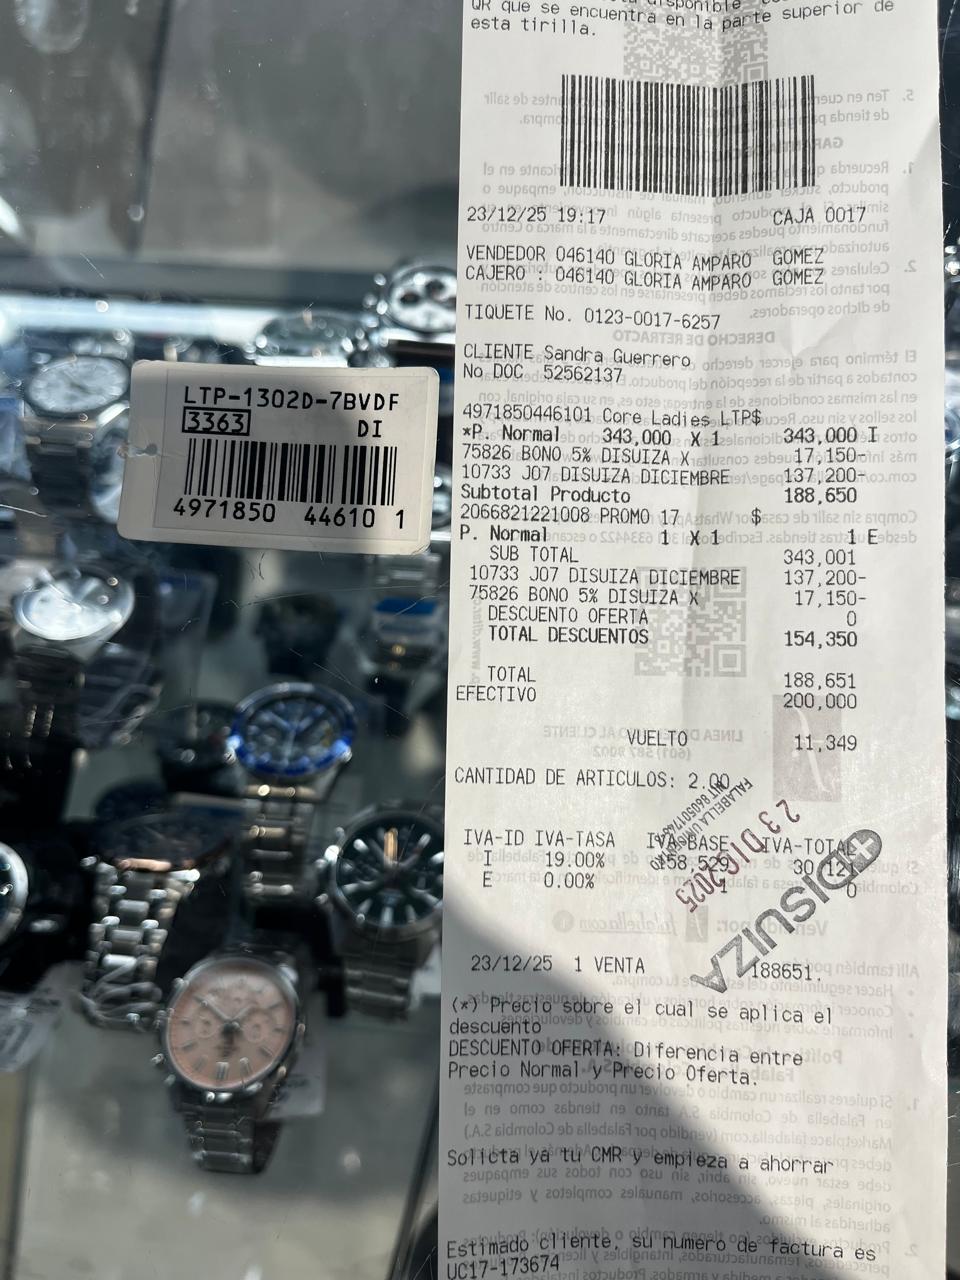 QR que se encuentra en la parte superior de
esta tirilla.
23/12/25 19:17 CAJA 0017
VENDEDOR 046140 GLORIA AMPARO GOMEZ
CAJERO : 046140 GLORIA AMPARO GOMEZ
TIQUETE No. 0123-0017-6257
CLIENTE Sandra Guerrero
No DOC 52562137
4971850446101 Core Ladies LTP$
*P. Normal 343,000 X 1 343,000 I
75826 BONO 5% DISUIZA X 17,150-
10733 J07 DISUIZA DICIEMBRE 137,200-
Subtotal Producto 188,650
2066821221008 PROMO 17 $
P. Normal 1 X 1 1 E
SUB TOTAL 343,001
10733 J07 DISUIZA DICIEMBRE 137,200-
75826 BONO 5% DISUIZA X 17,150-
DESCUENTO OFERTA 0
TOTAL DESCUENTOS 154,350
TOTAL 188,651
EFECTIVO 200,000
VUELTO 11,349
CANTIDAD DE ARTICULOS: 2.00
IVA-ID IVA-TASA IVA-BASE IVA-TOTAL
I 19.00% 158,529 30,121
E 0.00% 1 0
23 DIC 2025
DISUIZA
23/12/25 1 VENTA 188651.
(*) Precio sobre el cual se aplica el
descuento
DESCUENTO OFERTA: Diferencia entre
Precio Normal y Precio Oferta.
Solicta ya tu CMR y empieza a ahorrar
Estimado cliente, su numero de factura es
UC17-173674
LTP-1302D-7BVDF
3363 DI
4971850 44610 1